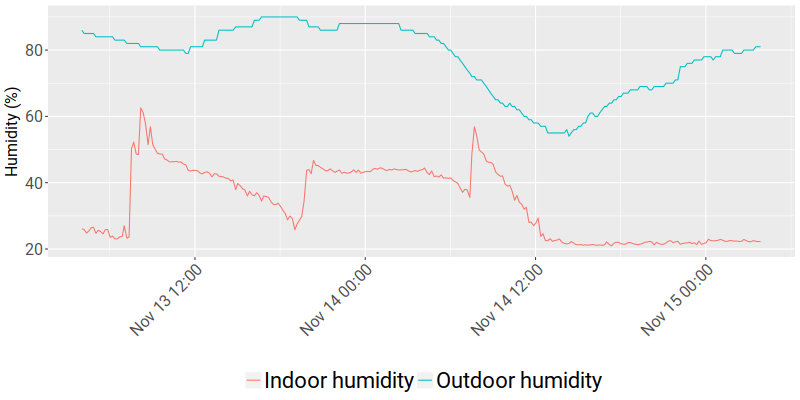 Humidity (%)
80
60
40
20
Nov 13 12:00
Nov 14 00:00
Nov 14 12:00
Nov 15 00:00
Indoor humidity Outdoor humidity